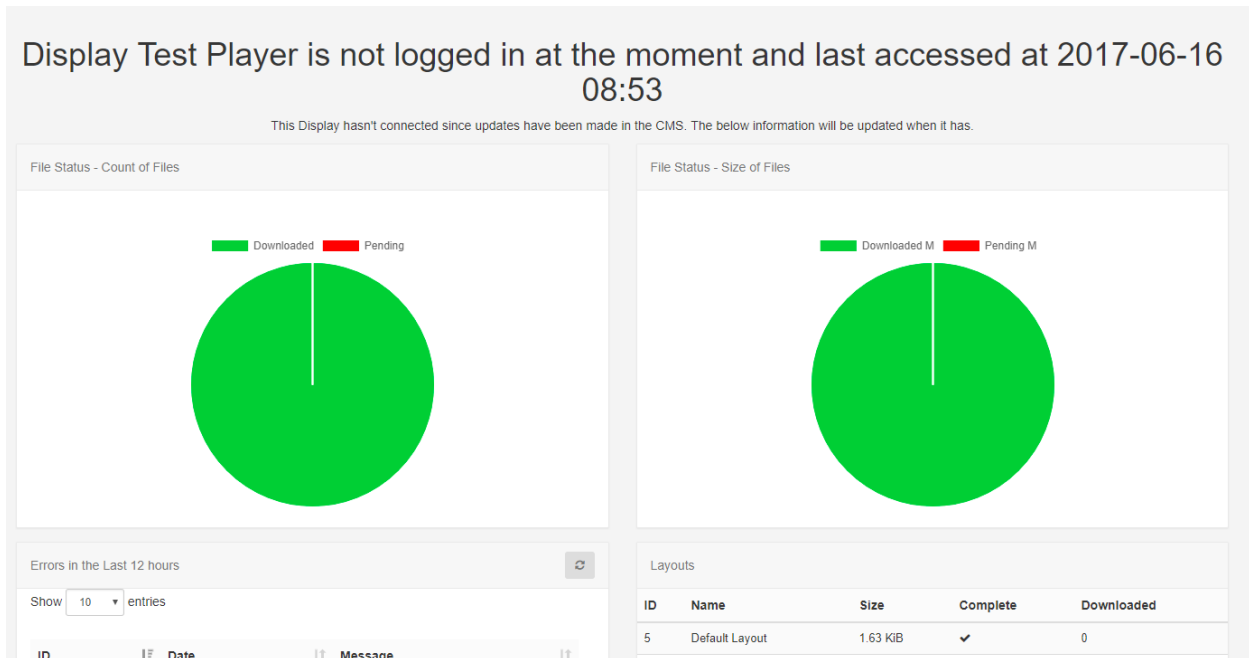 Display Test Player is not logged in at the moment and last accessed at 2017-06-16
08:53
This Display hasn't connected since updates have been made in the CMS. The below information will be updated when it has.
File Status - Count of Files
Downloaded Pending
File Status - Size of Files
Downloaded M Pending M
Errors in the Last 12 hours
Show 10 entries
ID Date Message
Layouts
ID Name Size Complete Downloaded
5 Default Layout 1.63 KiB ✔ 0